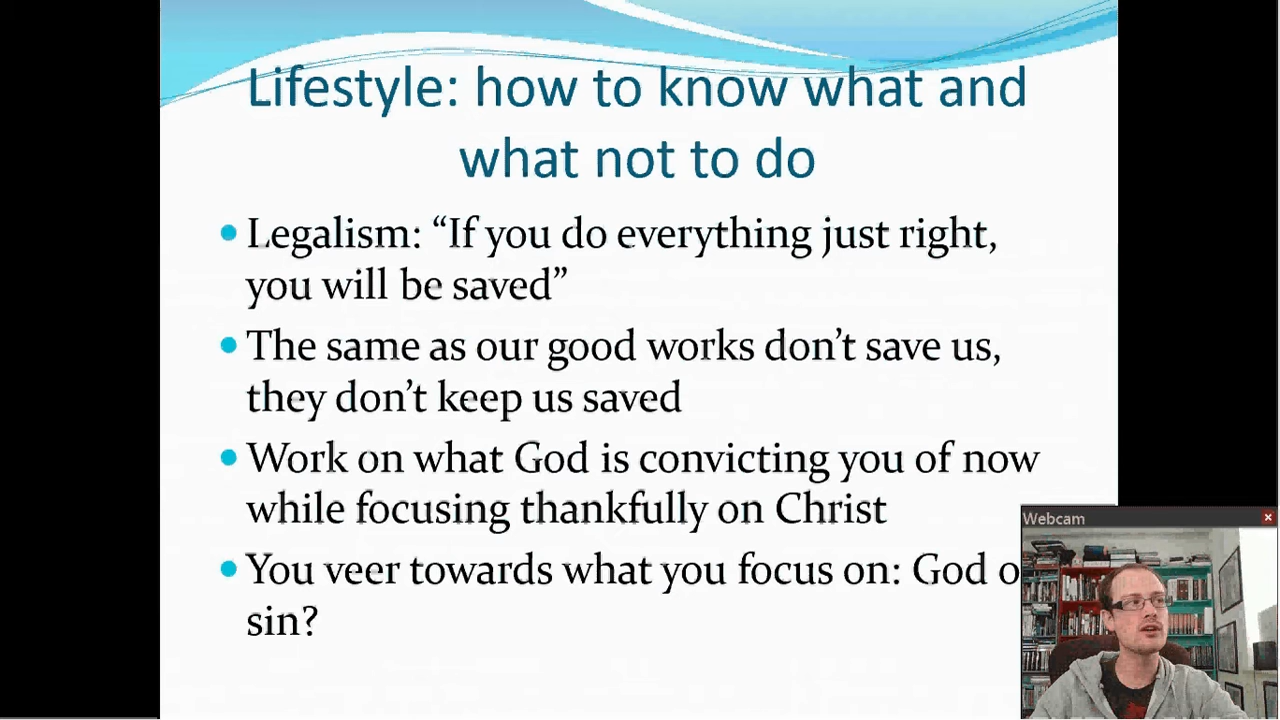 Lifestyle: how to know what and
what not to do
Legalism: “If you do everything just right,
you will be saved”
The same as our good works don’t save us,
they don’t keep us saved
Work on what God is convicting you of now
while focusing thankfully on Christ
You veer towards what you focus on: God o
sin?
Webcam